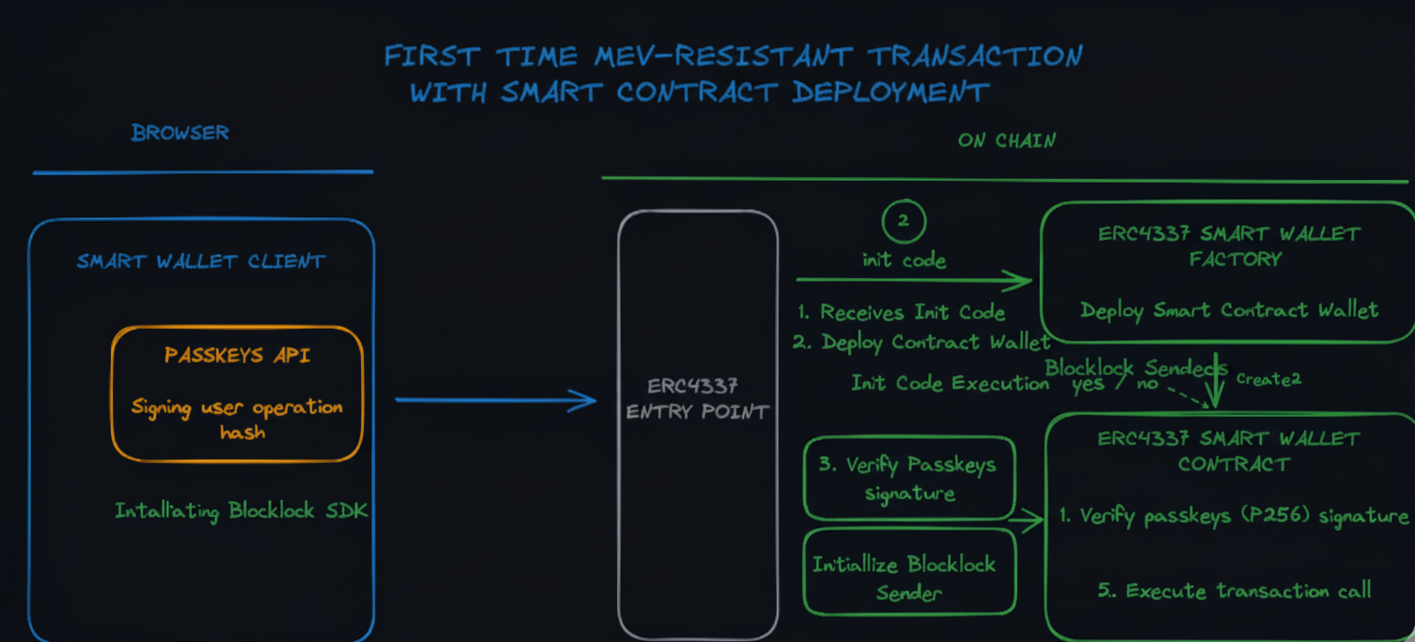 FIRST TIME MEV-RESISTANT TRANSACTION
WITH SMART CONTRACT DEPLOYMENT
BROWSER
ON CHAIN
SMART WALLET CLIENT
PASSKEYS API
Signing user operation
hash
Intalliating Blocklock SDK
ERC4337
ENTRY POINT
2
init code
1. Receives Init Code
2. Deploy Contract Wallet
Init Code Execution yes / no
Blocklock Sendecls
Create2
ERC4337 SMART WALLET
FACTORY
Deploy Smart Contract Wallet
3. Verify Passkeys
signature
Initiallize Blocklock
Sender
ERC4337 SMART WALLET
CONTRACT
1. Verify passkeys (P256) signature
5.. Execute transaction call